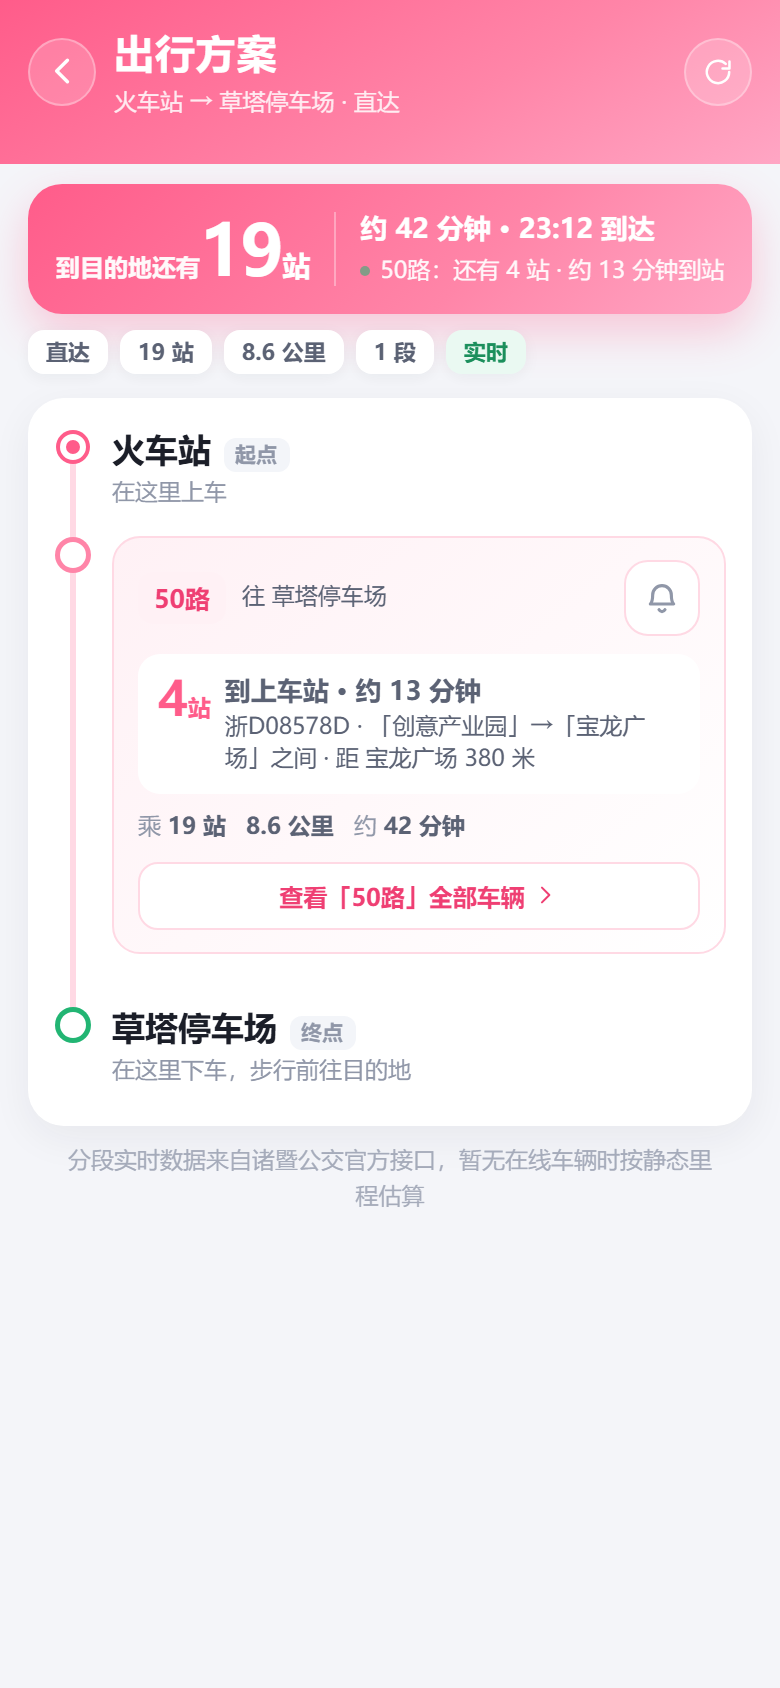 出行方案
火车站 → 草塔停车场 · 直达
到目的地还有19站
约 42 分钟 • 23:12 到达
50路：还有 4 站 · 约 13 分钟到站
直达 19 站 8.6 公里 1 段 实时
火车站 起点
在这里上车
50路 往 草塔停车场
4站
到上车站 • 约 13 分钟
浙D08578D · 「创意产业园」→「宝龙广
场」之间 · 距 宝龙广场 380 米
乘 19 站 8.6 公里 约 42 分钟
查看「50路」全部车辆
草塔停车场 终点
在这里下车，步行前往目的地
分段实时数据来自诸暨公交官方接口，暂无在线车辆时按静态里
程估算